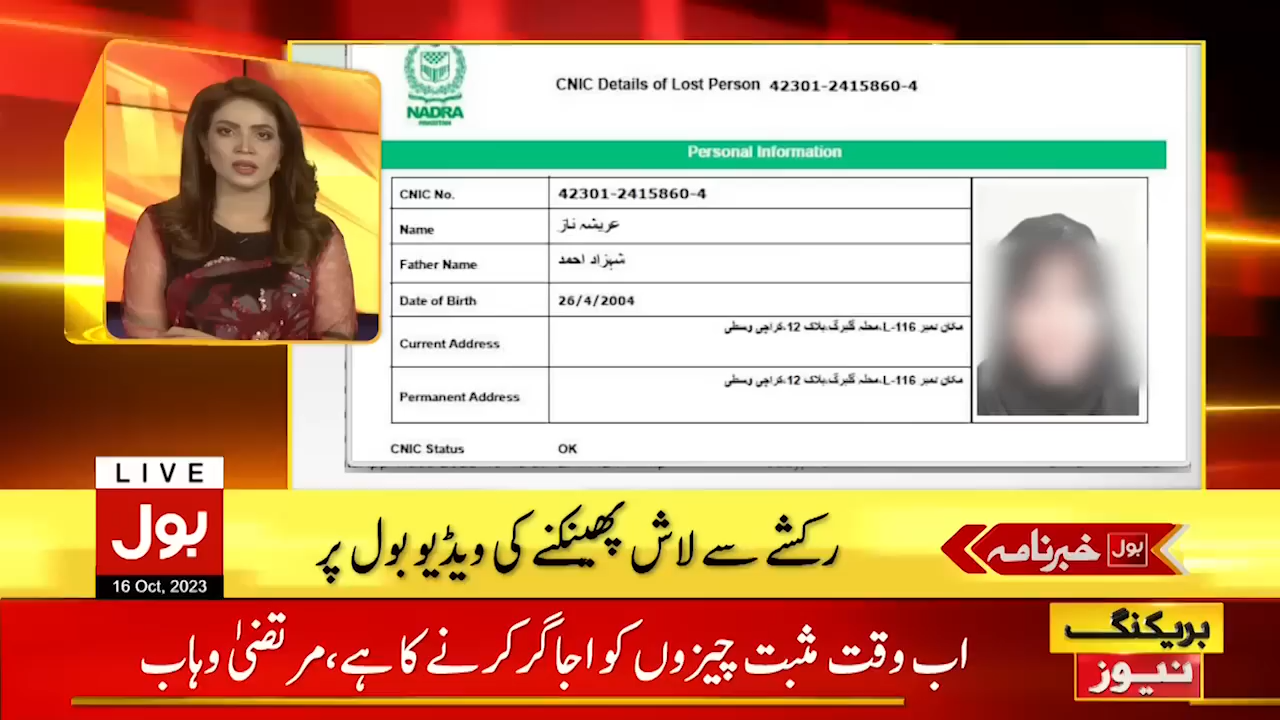 NADRA
PAKISTAN
CNIC Details of Lost Person 42301-2415860-4
Personal Information
CNIC No. 42301-2415860-4
Name عریشہ ناز
Father Name شہزاد احمد
Date of Birth 26/4/2004
Current Address مکان نمبر L-116،محلہ گلبرگ،بلاک 12،کراچی وسطی
Permanent Address مکان نمبر L-116،محلہ گلبرگ،بلاک 12،کراچی وسطی
CNIC Status OK
LIVE
بول
16 Oct, 2023
رکشے سے لاش پھینکنے کی ویڈیو بول پر
بول خبرنامہ
بریکنگ
نیوز
اب وقت مثبت چیزوں کو اجاگر کرنے کا ہے، مرتضیٰ وہاب